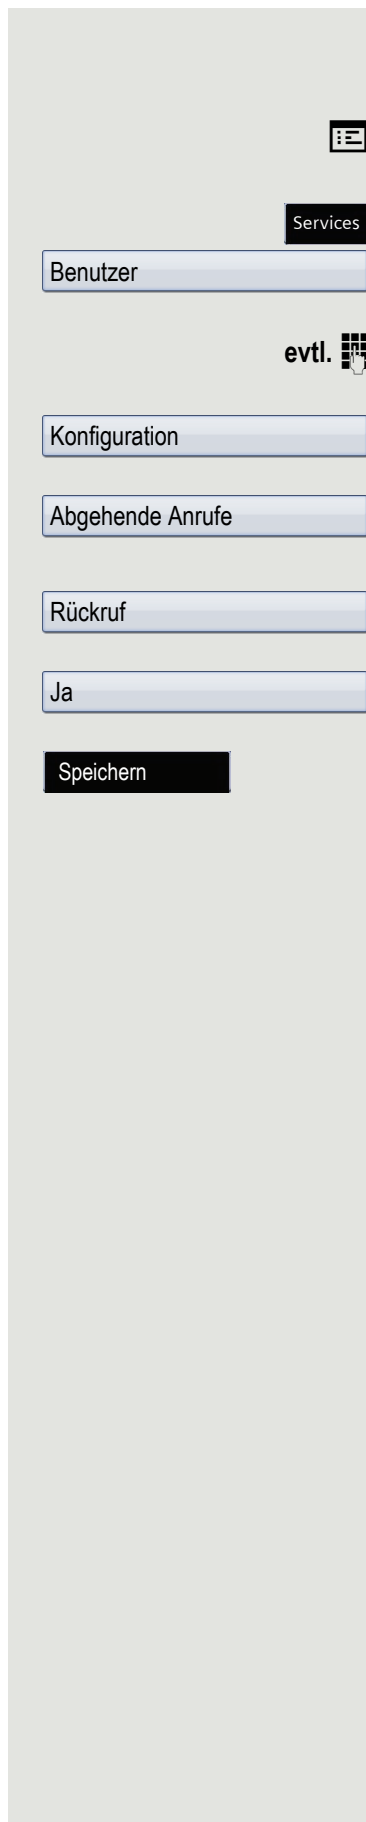 Services
Benutzer
evtl.
Konfiguration
Abgehende Anrufe
Rückruf
Ja
Speichern